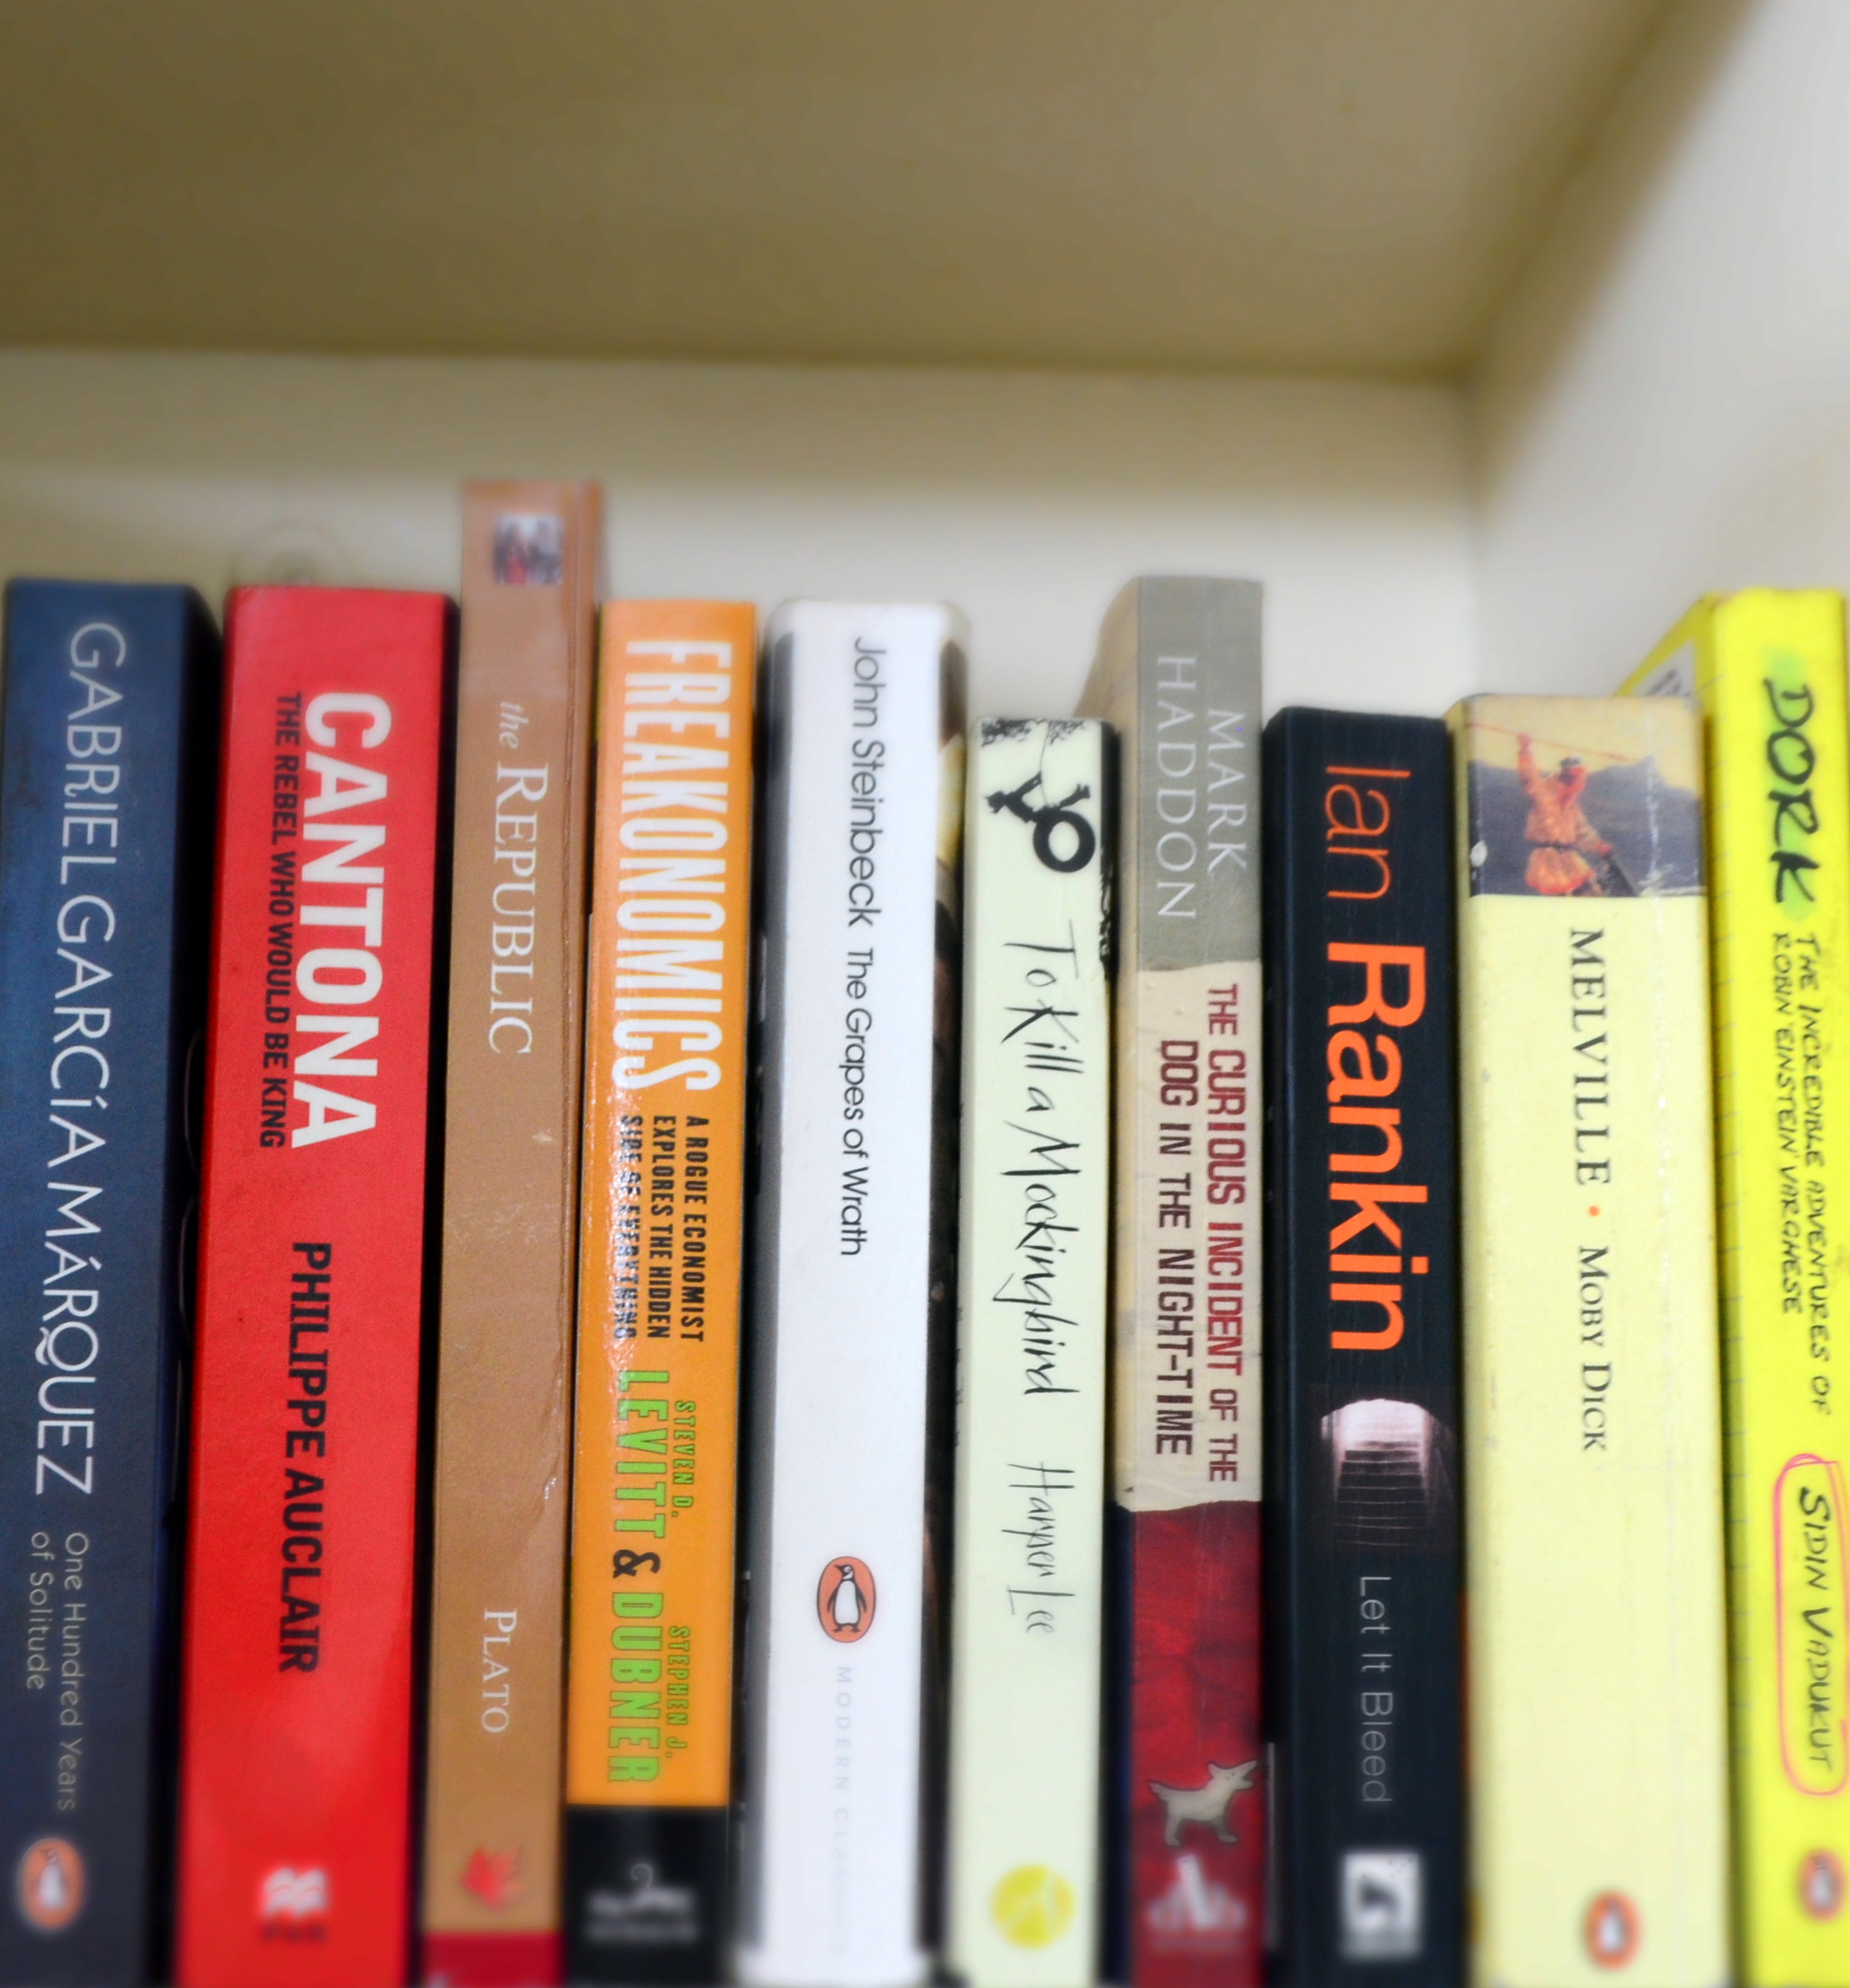 GABRIEL GARCÍA MÁRQUEZ
One Hundred Years
of Solitude
CANTONA
THE REBEL WHO WOULD BE KING
PHILIPPE AUCLAIR
the REPUBLIC
PLATO
FREAKONOMICS
A ROGUE ECONOMIST
EXPLORES THE HIDDEN
SIDE OF EVERYTHING
STEVEN D.
LEVITT &
STEPHEN J.
DUBNER
John Steinbeck The Grapes of Wrath
MODERN CLASSICS
To Kill a Mockingbird Harper Lee
MARK
HADDON
THE CURIOUS INCIDENT OF THE
DOG IN THE NIGHT-TIME
Ian Rankin
Let It Bleed
MELVILLE • MOBY DICK
DORK
THE INCREDIBLE ADVENTURES OF
ROBIN 'EINSTEIN' VARGHESE
SIDIN VADUKUT